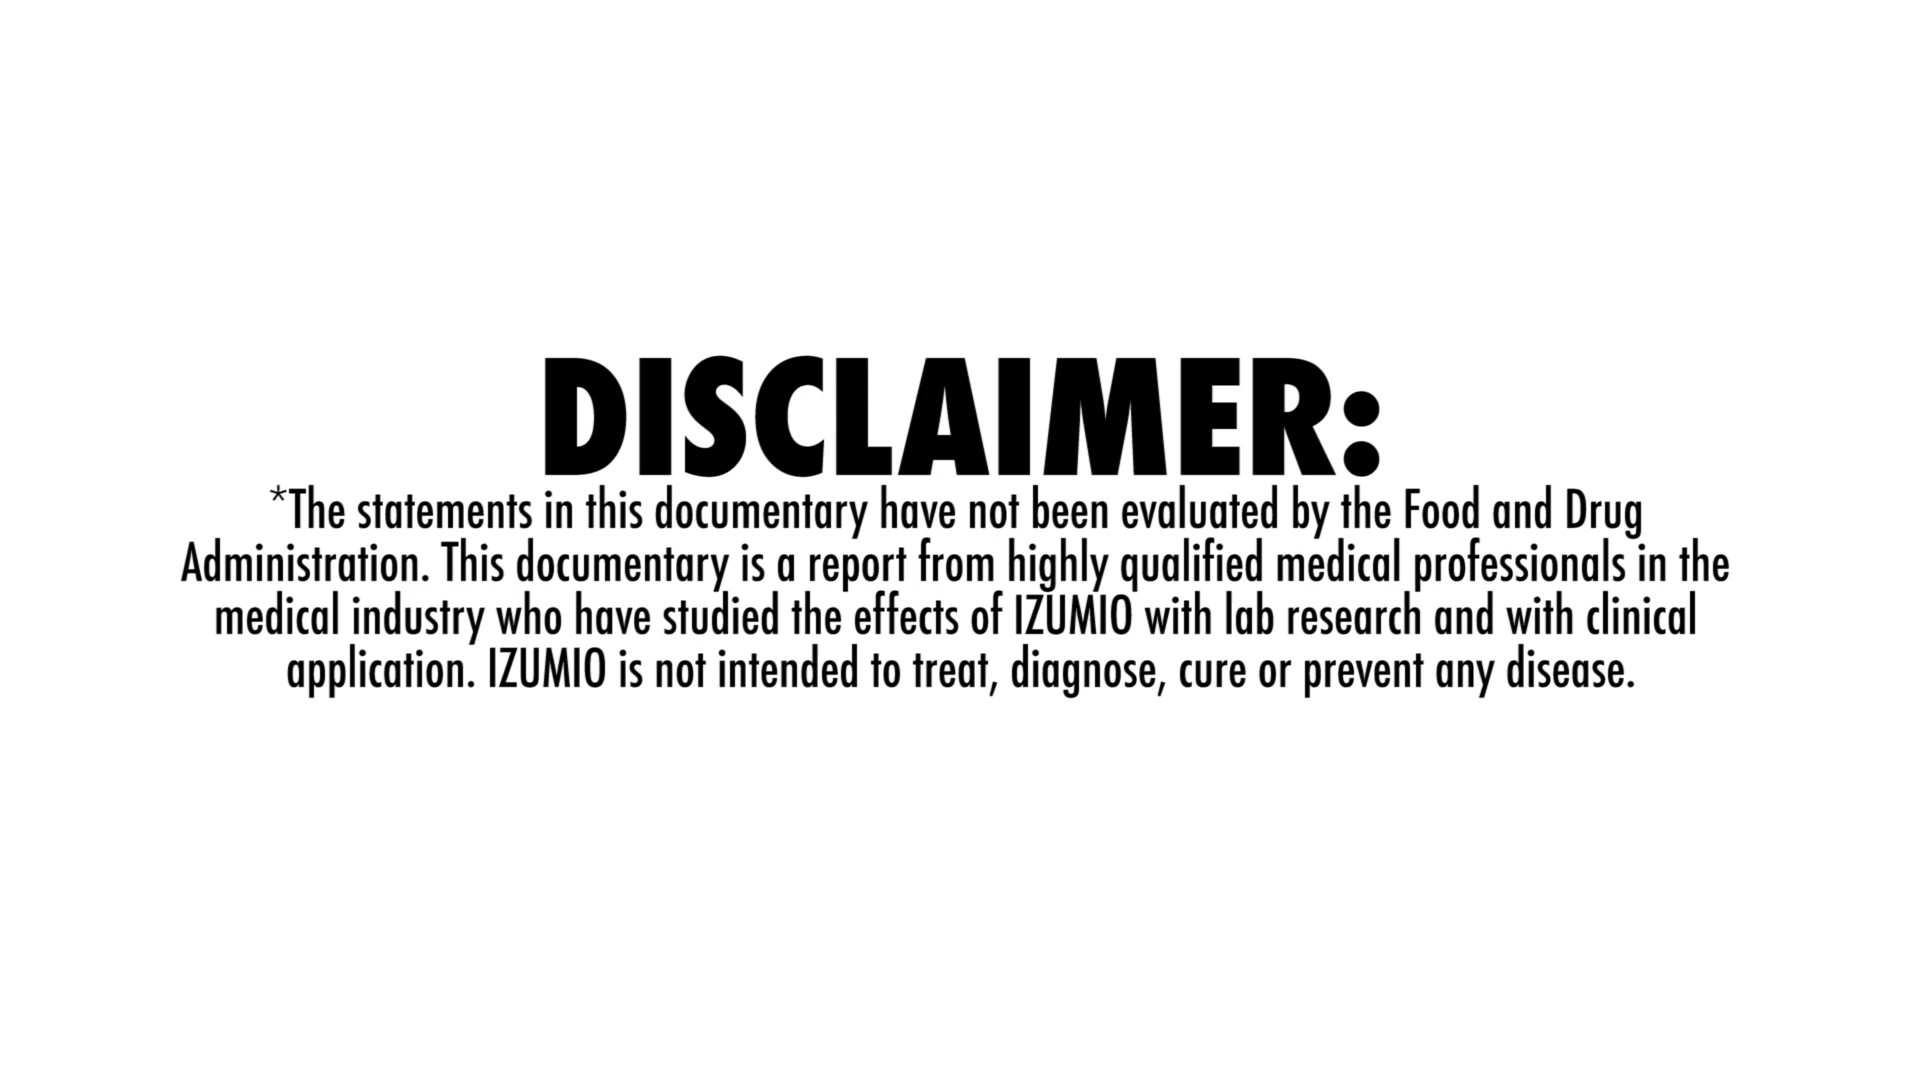 DISCLAIMER:
*The statements in this documentary have not been evaluated by the Food and Drug
Administration. This documentary is a report from highly qualified medical professionals in the
medical industry who have studied the effects of IZUMIO with lab research and with clinical
application. IZUMIO is not intended to treat, diagnose, cure or prevent any disease.